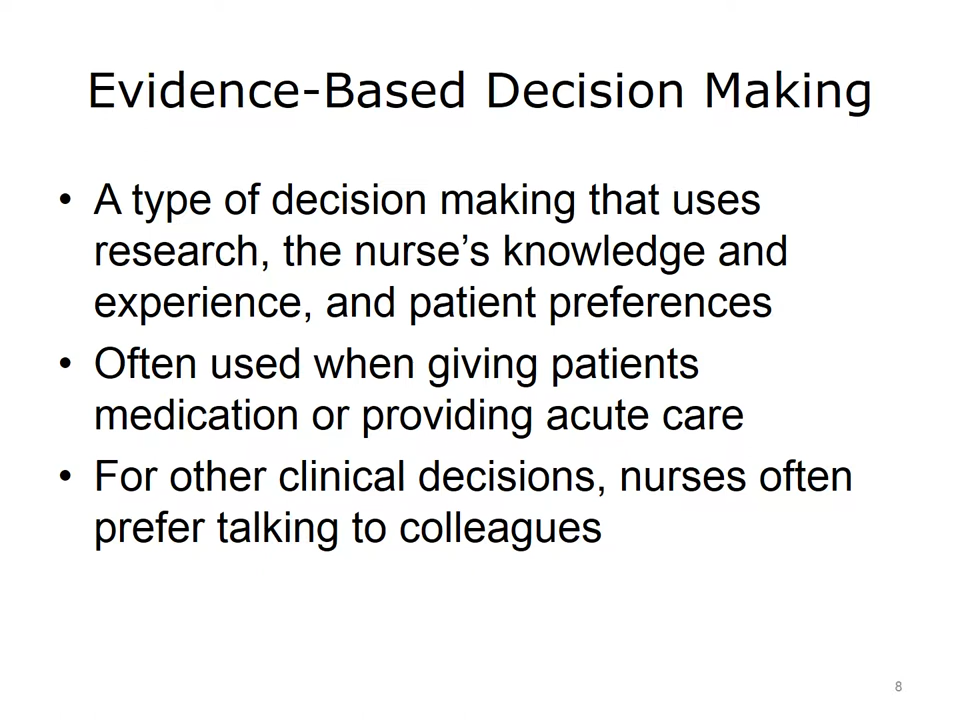 Evidence-Based Decision Making
• A type of decision making that uses
research, the nurse’s knowledge and
experience, and patient preferences
• Often used when giving patients
medication or providing acute care
• For other clinical decisions, nurses often
prefer talking to colleagues
8